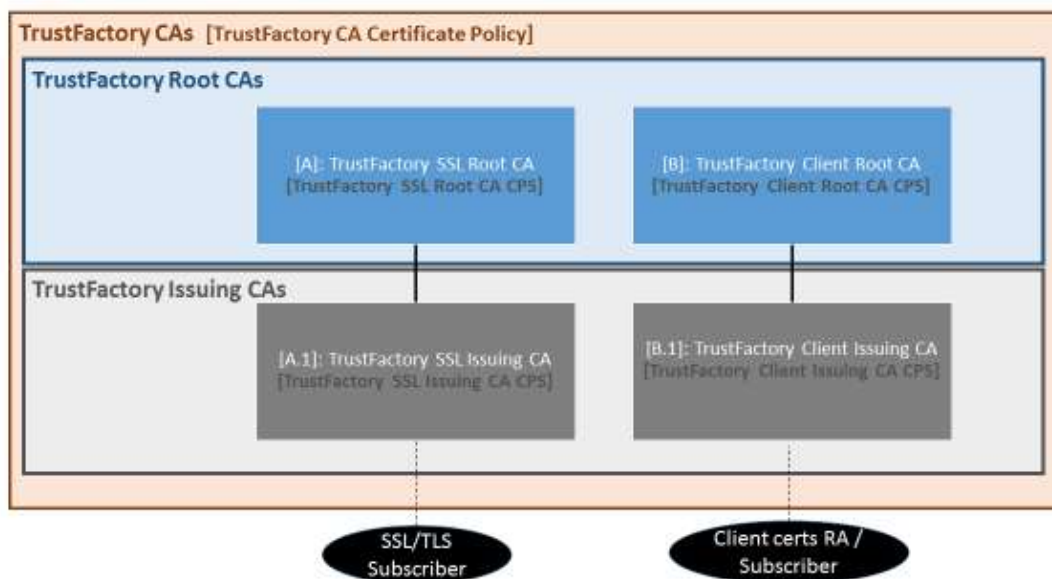 TrustFactory CAs [TrustFactory CA Certificate Policy]
TrustFactory Root CAs
[A]: TrustFactory SSL Root CA
[TrustFactory SSL Root CA CPS]
[B]: TrustFactory Client Root CA
[TrustFactory Client Root CA CPS]
TrustFactory Issuing CAs
[A.1]: TrustFactory SSL Issuing CA
[TrustFactory SSL Issuing CA CPS]
[B.1]: TrustFactory Client Issuing CA
[TrustFactory Client Issuing CA CPS]
SSL/TLS
Subscriber
Client certs RA /
Subscriber